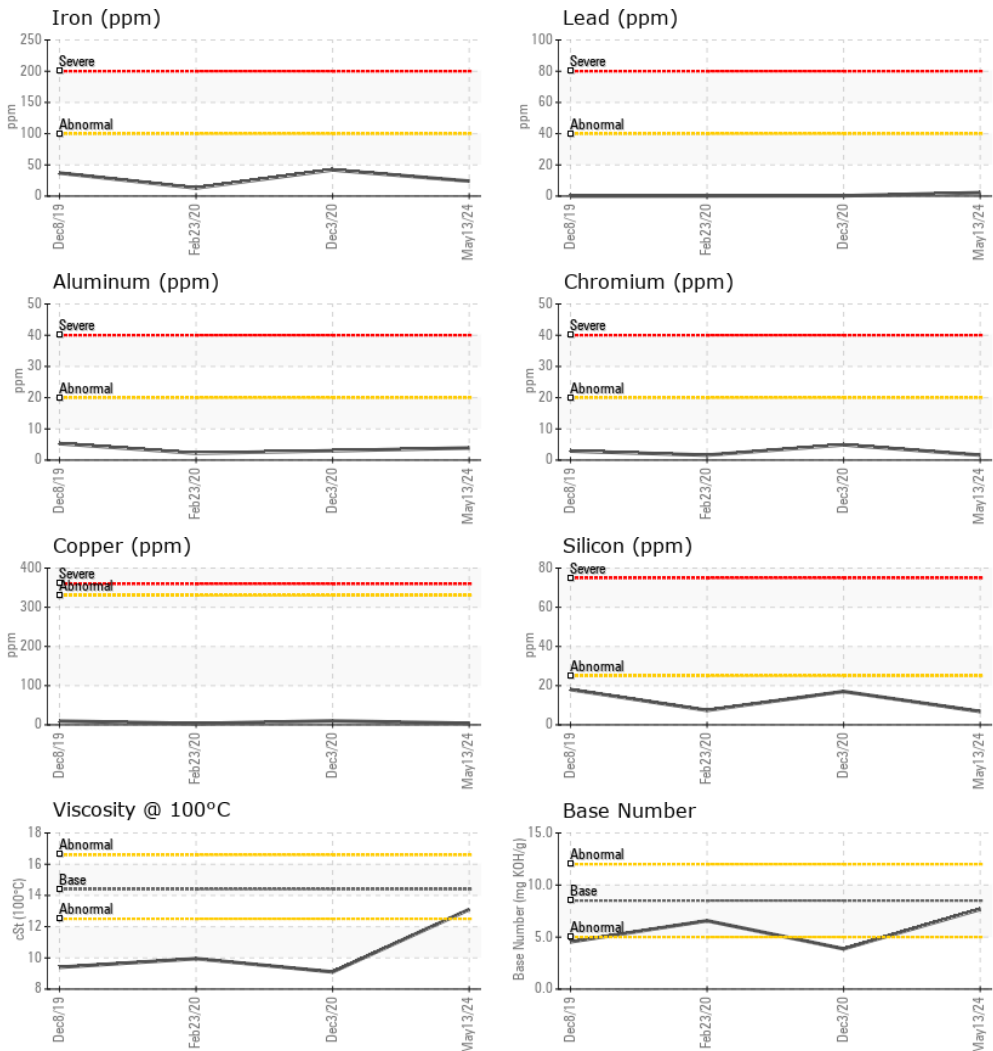 Iron (ppm)
250
200
150
100
50
0
ppm
Severe
Abnormal
Dec8/19
Feb23/20
Dec3/20
May13/24
Lead (ppm)
100
80
60
40
20
0
ppm
Severe
Abnormal
Dec8/19
Feb23/20
Dec3/20
May13/24
Aluminum (ppm)
50
40
30
20
10
0
ppm
Severe
Abnormal
Dec8/19
Feb23/20
Dec3/20
May13/24
Chromium (ppm)
50
40
30
20
10
0
ppm
Severe
Abnormal
Dec8/19
Feb23/20
Dec3/20
May13/24
Copper (ppm)
400
300
200
100
0
ppm
Severe
Abnormal
Dec8/19
Feb23/20
Dec3/20
May13/24
Silicon (ppm)
80
60
40
20
0
ppm
Severe
Abnormal
Dec8/19
Feb23/20
Dec3/20
May13/24
Viscosity @ 100°C
18
16
14
12
10
8
cSt (100°C)
Abnormal
Base
Abnormal
Dec8/19
Feb23/20
Dec3/20
May13/24
Base Number
15.0
10.0
5.0
0.0
Base Number (mg KOH/g)
Abnormal
Base
Abnormal
Dec8/19
Feb23/20
Dec3/20
May13/24